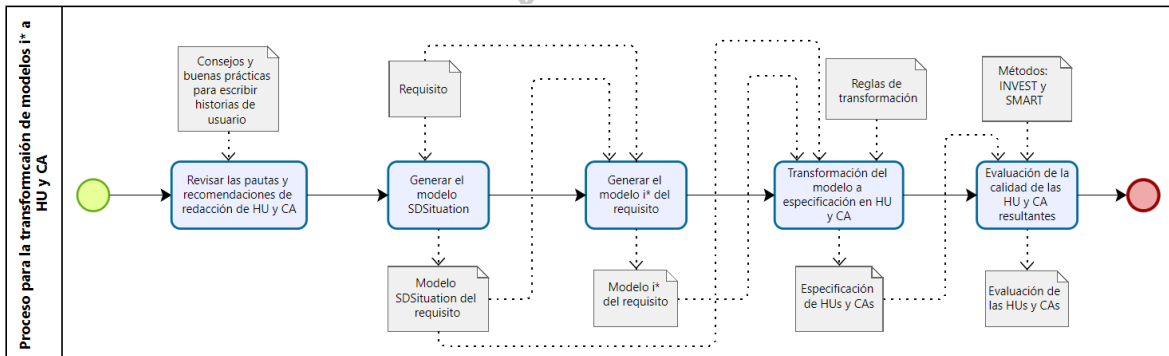 Proceso para la transformcaión de modelos i* a
HU y CA
Consejos y
buenas prácticas
para escribir
historias de
usuario
Requisito
Reglas de
transformación
Métodos:
INVEST y
SMART
Revisar las pautas y
recomendaciones de
redacción de HU y CA
Generar el
modelo
SDSituation
Generar el
modelo i* del
requisito
Transformación del
modelo a
especificación en HU
y CA
Evaluación de la
calidad de las
HU y CA
resultantes
Modelo
SDSituation del
requisito
Modelo i*
del requisito
Especificación
de HUs y CAs
Evaluación de
las HUs y CAs